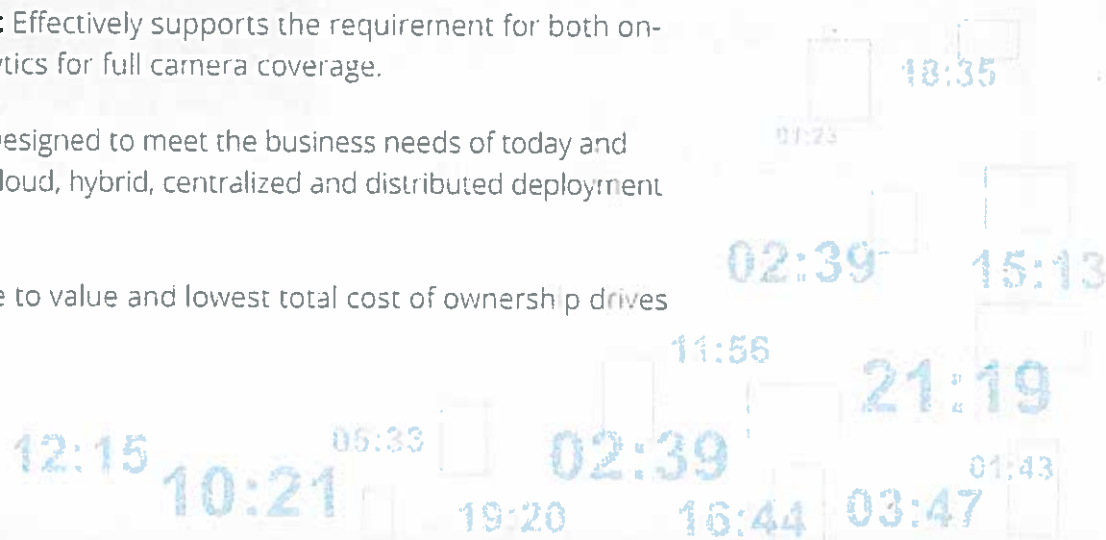 : Effectively supports the requirement for both on-
ytics for full camera coverage.
18:35
01:23
esigned to meet the business needs of today and
loud, hybrid, centralized and distributed deployment
02:39
15:13
e to value and lowest total cost of ownership drives
11:56
21:19
12:15
05:33
02:39
01:43
10:21
19:20
16:44
03:47